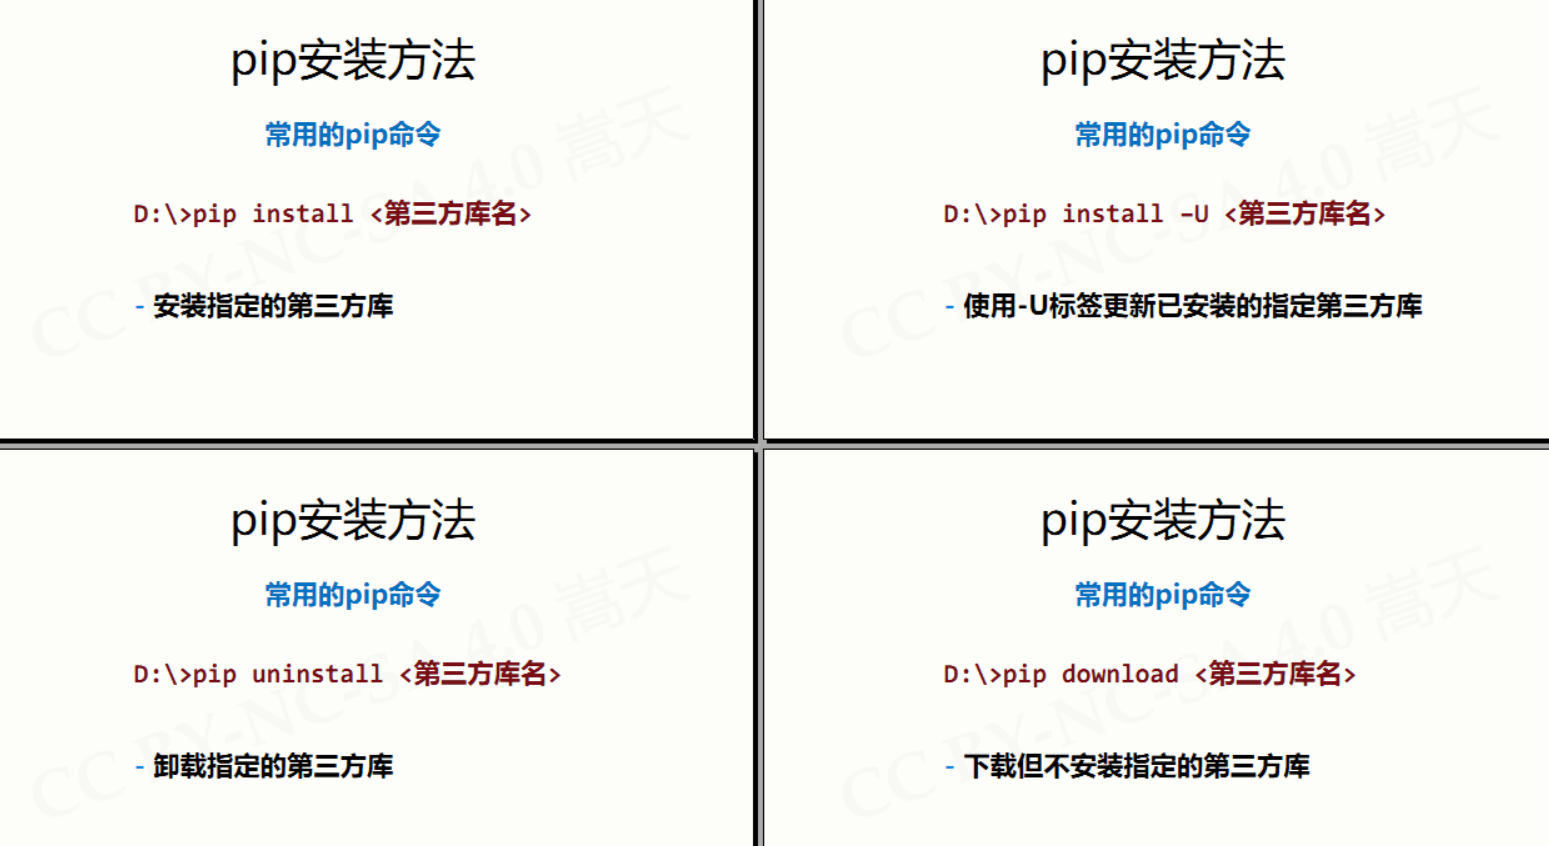 pip安装方法
常用的pip命令
D:\>pip install <第三方库名>
- 安装指定的第三方库
CC BY-NC-SA 4.0 嵩天
pip安装方法
常用的pip命令
D:\>pip install -U <第三方库名>
- 使用-U标签更新已安装的指定第三方库
CC BY-NC-SA 4.0 嵩天
pip安装方法
常用的pip命令
D:\>pip uninstall <第三方库名>
- 卸载指定的第三方库
CC BY-NC-SA 4.0 嵩天
pip安装方法
常用的pip命令
D:\>pip download <第三方库名>
- 下载但不安装指定的第三方库
CC BY-NC-SA 4.0 嵩天